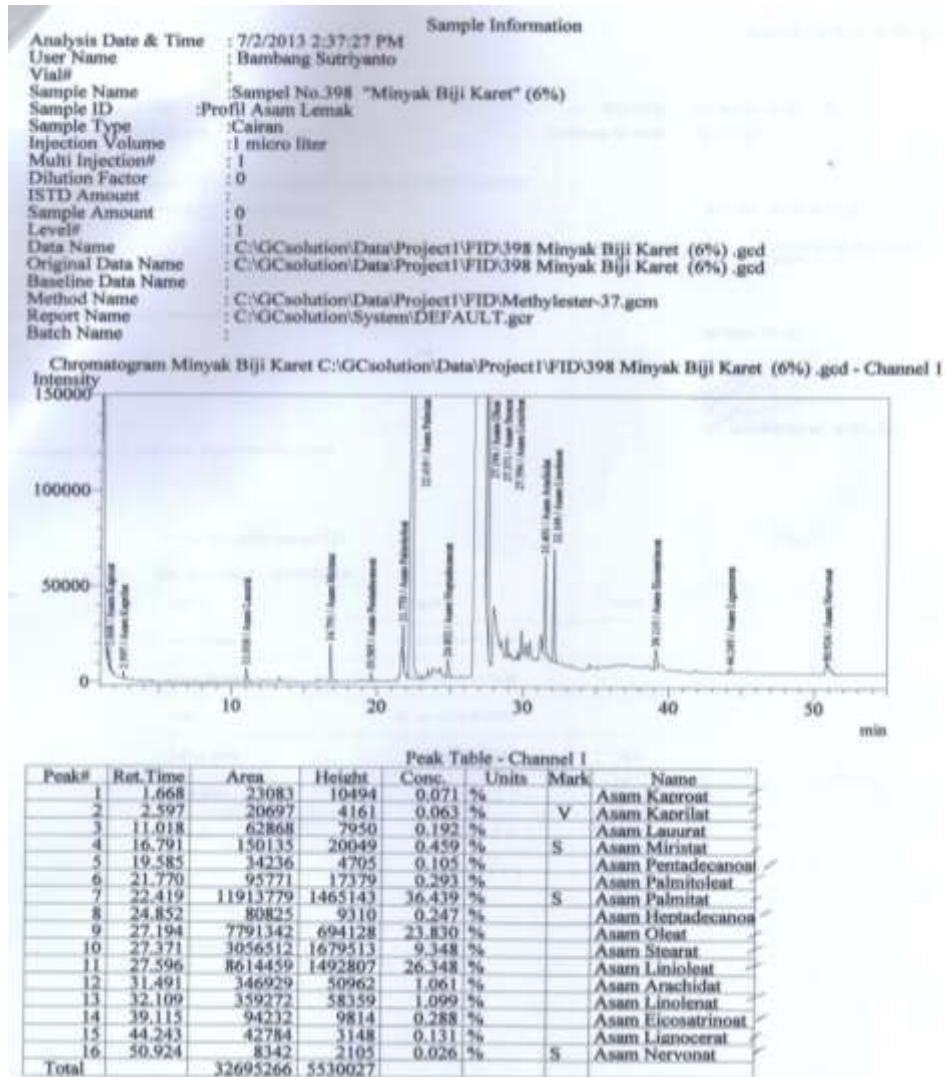 Sample Information
Analysis Date & Time : 7/2/2013 2:37:27 PM
User Name : Bambang Sutriyanto
Vial# :
Sample Name :Sampel No.398 "Minyak Biji Karet" (6%)
Sample ID :Profil Asam Lemak
Sample Type :Cairan
Injection Volume :1 micro liter
Multi Injection# : 1
Dilution Factor : 0
ISTD Amount :
Sample Amount : 0
Level# : 1
Data Name : C:\GCsolution\Data\Project1\FID\398 Minyak Biji Karet (6%) .gcd
Original Data Name : C:\GCsolution\Data\Project1\FID\398 Minyak Biji Karet (6%) .gcd
Baseline Data Name :
Method Name : C:\GCsolution\Data\Project1\FID\Methylester-37.gcm
Report Name : C:\GCsolution\System\DEFAULT.gcr
Batch Name :
Chromatogram Minyak Biji Karet C:\GCsolution\Data\Project1\FID\398 Minyak Biji Karet (6%) .gcd - Channel 1
Intensity
150000
100000
50000
0
10 20 30 40 50
min
Peak Table - Channel 1
Peak# Ret.Time Area Height Conc. Units Mark Name
1 1.668 23083 10494 0.071 % Asam Kaproat
2 2.597 20697 4161 0.063 % V Asam Kaprilat
3 11.018 62868 7950 0.192 % Asam Lauurat
4 16.791 150135 20049 0.459 % S Asam Miristat
5 19.585 34236 4705 0.105 % Asam Pentadecanoat
6 21.770 95771 17379 0.293 % Asam Palmitoleat
7 22.419 11913779 1465143 36.439 % S Asam Palmitat
8 24.852 80825 9310 0.247 % Asam Heptadecanoa
9 27.194 7791342 694128 23.830 % Asam Oleat
10 27.371 3056512 1679513 9.348 % Asam Stearat
11 27.596 8614459 1492807 26.348 % Asam Linioleat
12 31.491 346929 50962 1.061 % Asam Arachidat
13 32.109 359272 58359 1.099 % Asam Linolenat
14 39.115 94232 9814 0.288 % Asam Eicosatrinoat
15 44.243 42784 3148 0.131 % Asam Lignocerat
16 50.924 8342 2105 0.026 % S Asam Nervonat
Total 32695266 5530027